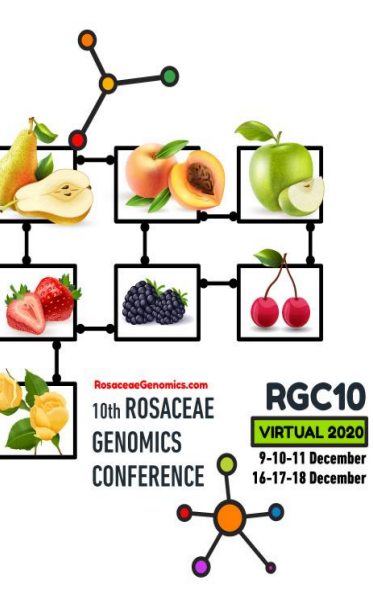 RosaceaeGenomics.com
10th ROSACEAE
GENOMICS
CONFERENCE
RGC10
VIRTUAL 2020
9-10-11 December
16-17-18 December